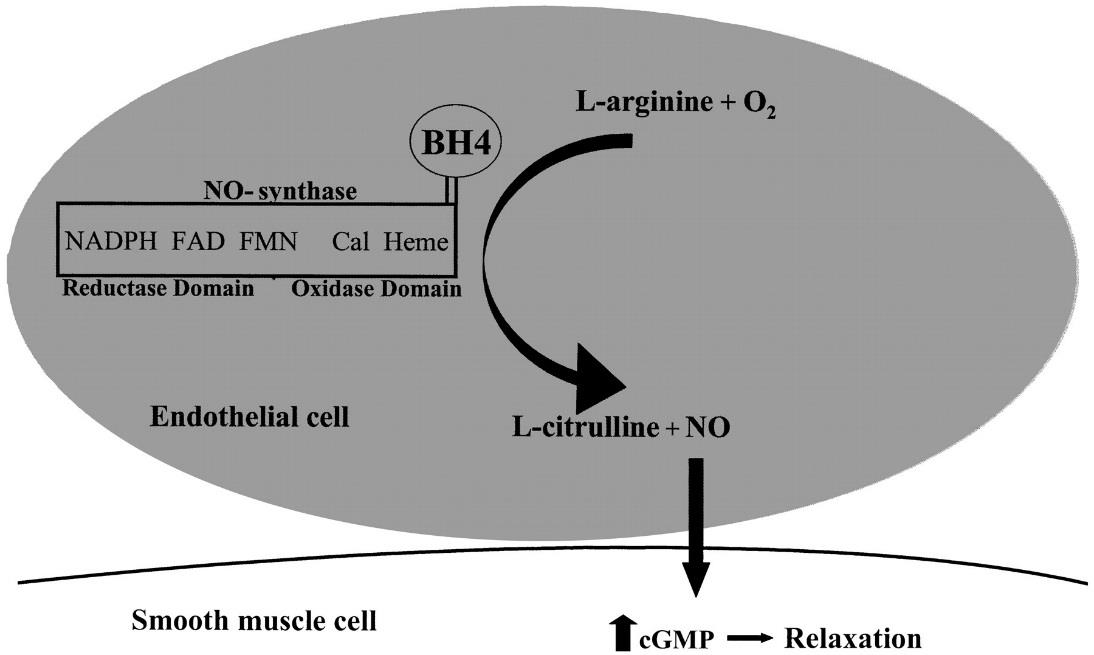 L-arginine + O₂
BH4
NO- synthase
NADPH FAD FMN Cal Heme
Reductase Domain Oxidase Domain
Endothelial cell
L-citrulline + NO
Smooth muscle cell
cGMP → Relaxation